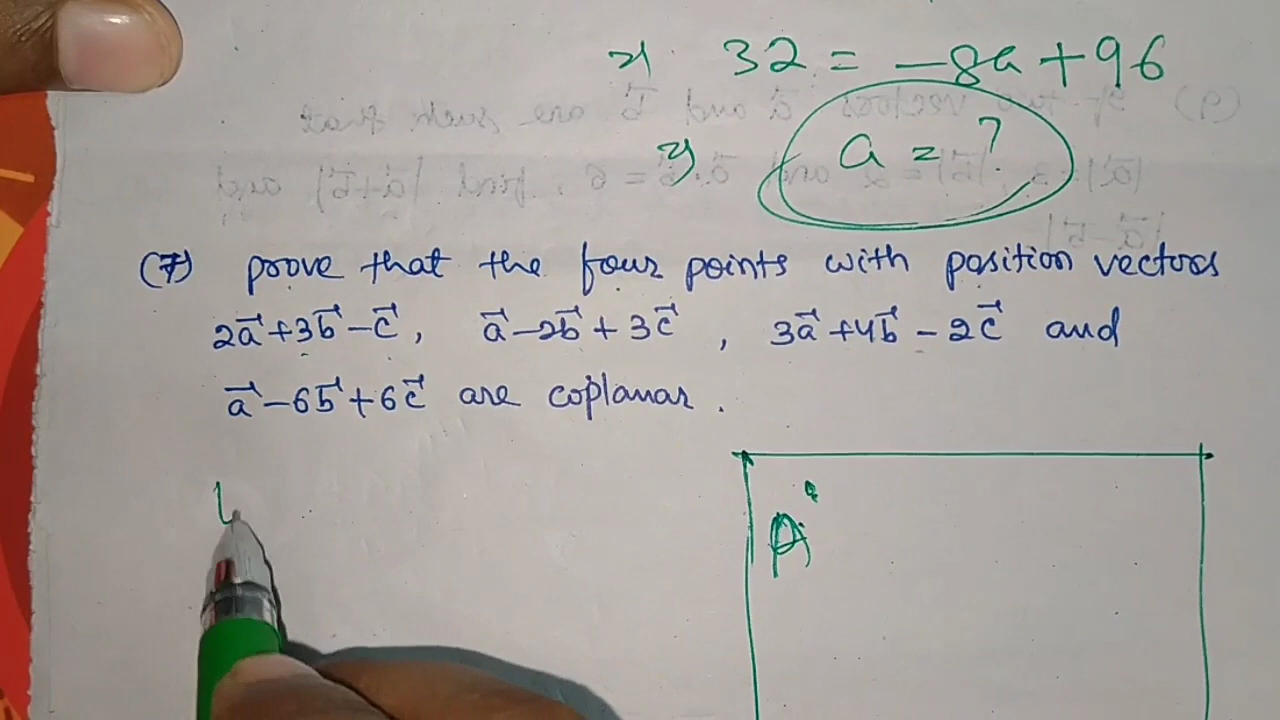 ⇒ 32 = -8a + 96
⇒ a = ?
(7) prove that the four points with position vectors
2a⃗+3b⃗-c⃗, a⃗-2b⃗+3c⃗, 3a⃗+4b⃗-2c⃗ and
a⃗-6b⃗+6c⃗ are coplanar.
A